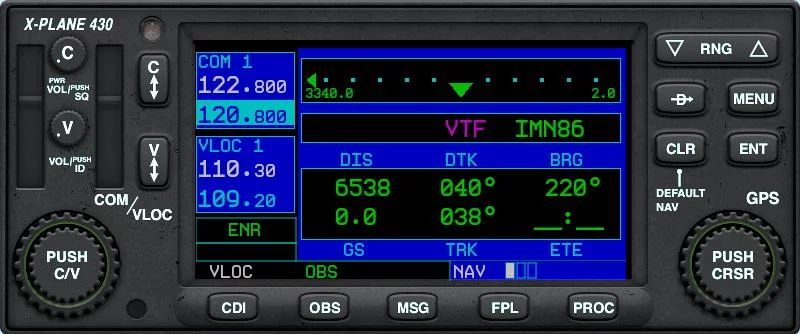 X-PLANE 430
.C
PWR
VOL/PUSH
SQ
.V
VOL/PUSH
ID
C
V
COM/VLOC
PUSH
C/V
COM 1
122.800
120.800
VLOC 1
110.30
109.20
ENR
3340.0 2.0
VTF IMN86
DIS DTK BRG
6538 040° 220°
0.0 038° __:__
GS TRK ETE
VLOC OBS NAV
CDI OBS MSG FPL PROC
RNG
D MENU
CLR ENT
DEFAULT
NAV
GPS
PUSH
CRSR